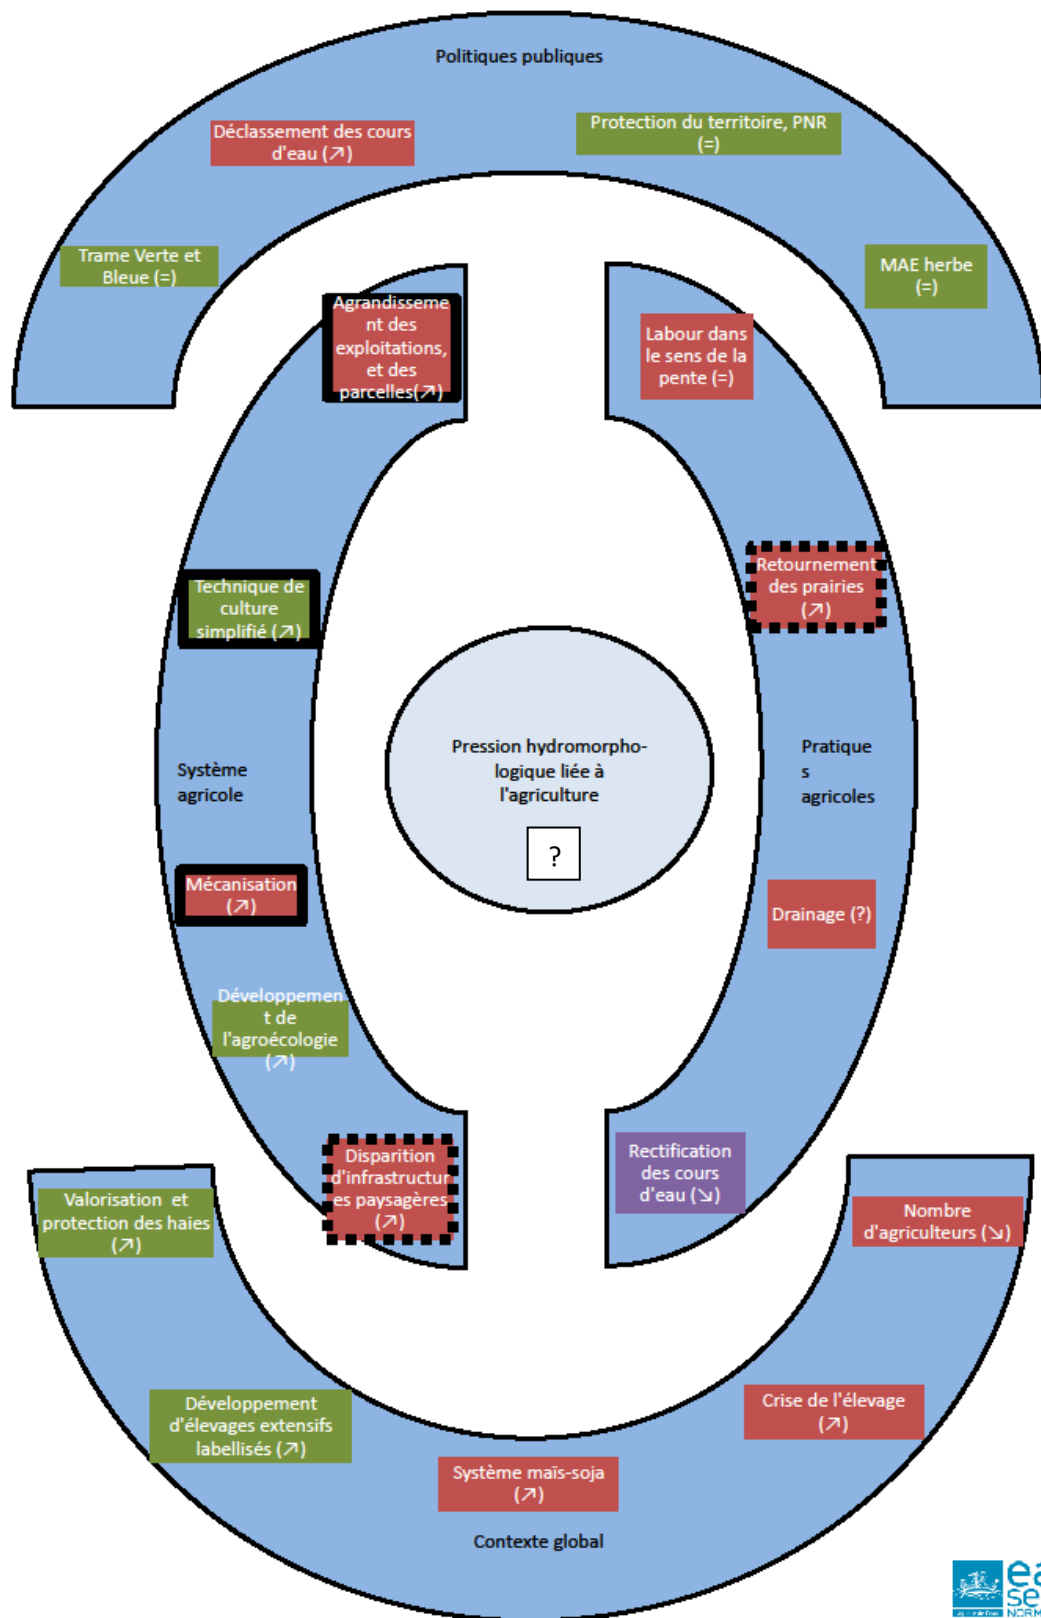 Politiques publiques
Déclassement des cours
d'eau (↗)
Protection du territoire, PNR
(=)
Trame Verte et
Bleue (=)
MAE herbe
(=)
Agrandisseme
nt des
exploitations,
et des
parcelles(↗)
Labour dans
le sens de la
pente (=)
Technique de
culture
simplifié (↗)
Retournement
des prairies
(↗)
Pression hydromorpho-
logique liée à
l'agriculture
?
Système
agricole
Pratique
s
agricoles
Mécanisation
(↗)
Drainage (?)
Développemen
t de
l'agroécologie
(↗)
Disparition
d'infrastructur
es paysagères
(↗)
Rectification
des cours
d'eau (↘)
Valorisation et
protection des haies
(↗)
Nombre
d'agriculteurs (↘)
Développement
d'élevages extensifs
labellisés (↗)
Crise de l'élevage
(↗)
Système maïs-soja
(↗)
Contexte global
ea
se
NORM